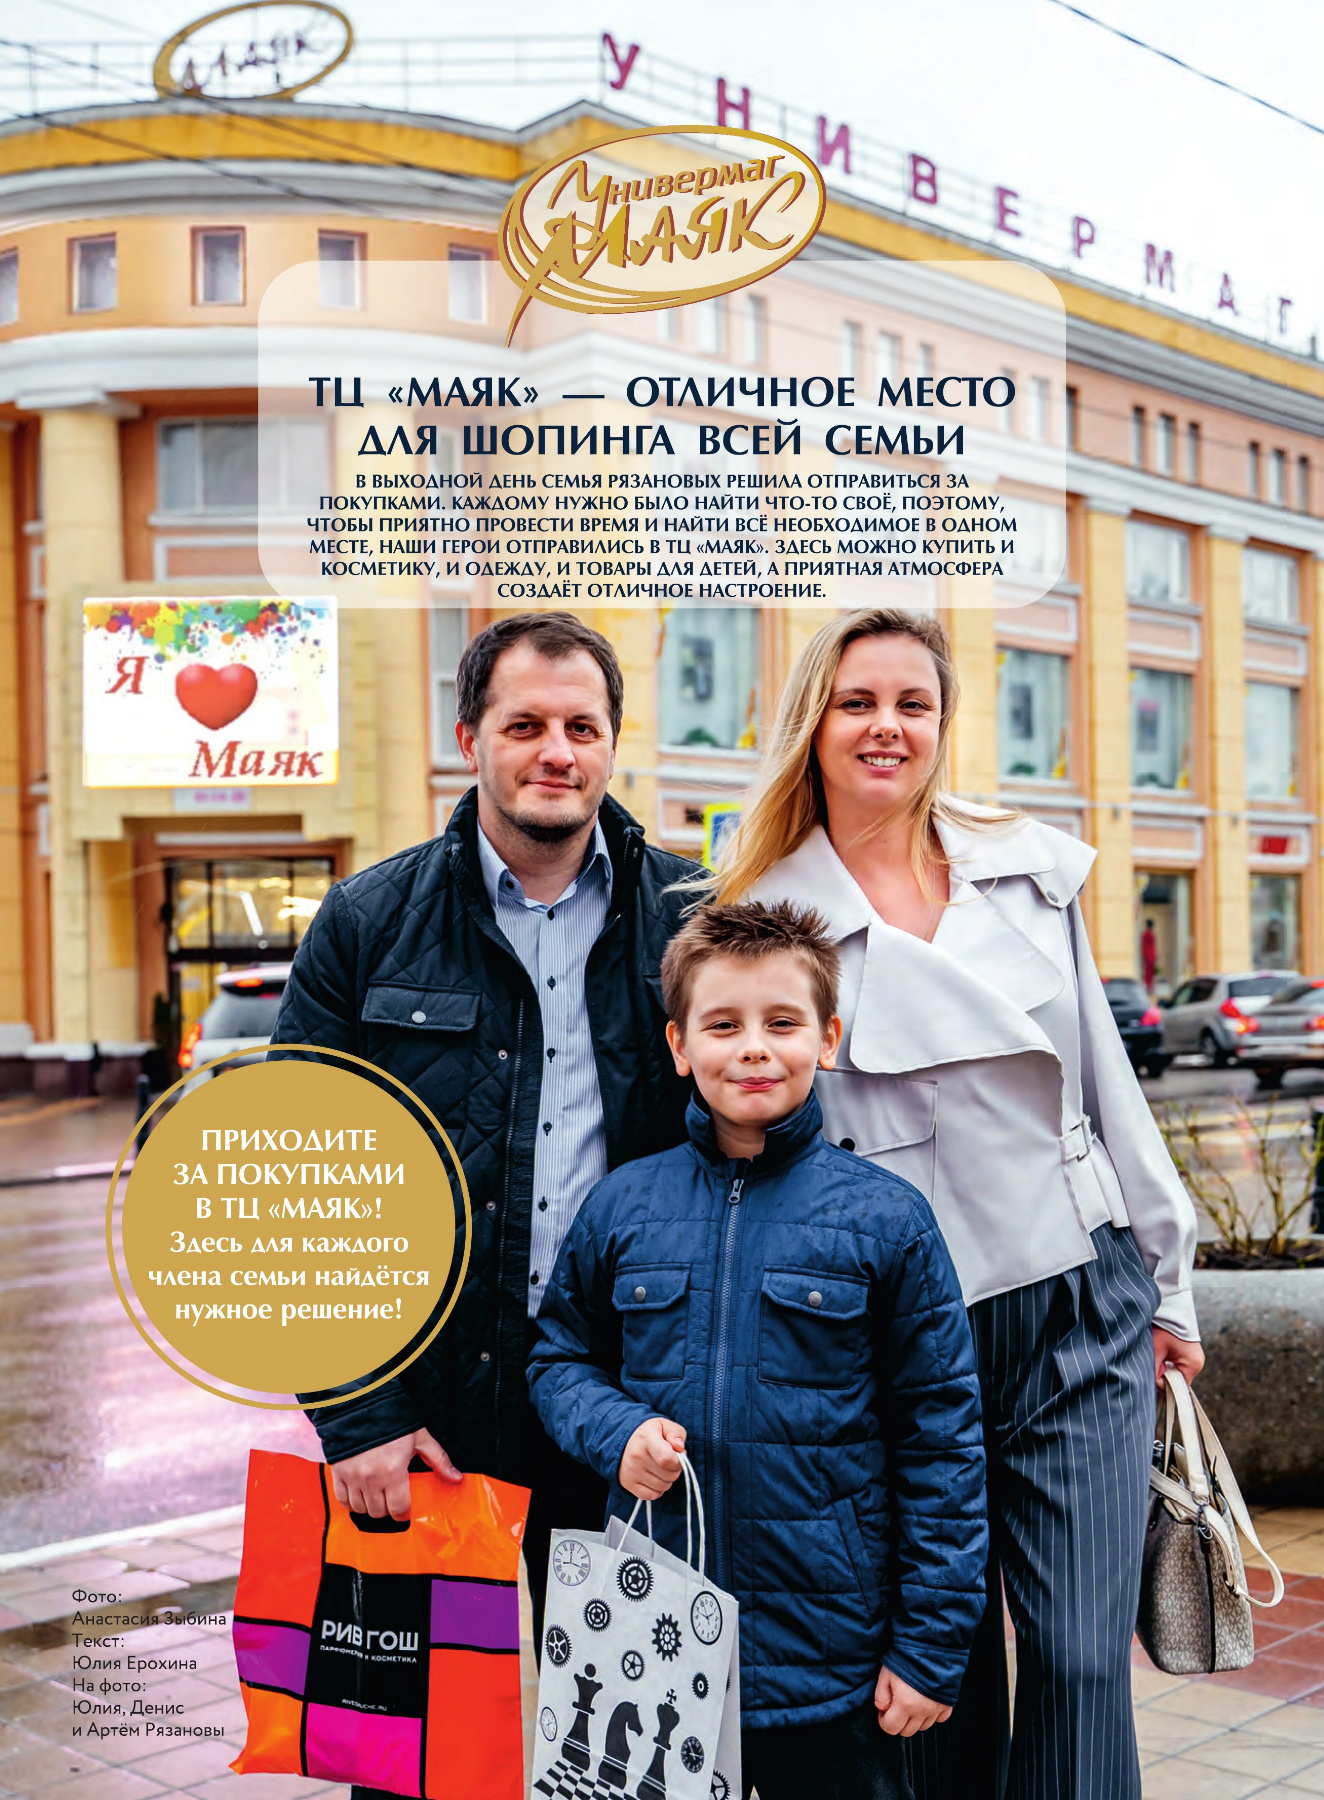 МАЯК
УНИВЕРМАГ
Универмаг
МАЯК
ТЦ «МАЯК» — ОТЛИЧНОЕ МЕСТО
ДЛЯ ШОПИНГА ВСЕЙ СЕМЬИ
В ВЫХОДНОЙ ДЕНЬ СЕМЬЯ РЯЗАНОВЫХ РЕШИЛА ОТПРАВИТЬСЯ ЗА
ПОКУПКАМИ. КАЖДОМУ НУЖНО БЫЛО НАЙТИ ЧТО-ТО СВОЁ, ПОЭТОМУ,
ЧТОБЫ ПРИЯТНО ПРОВЕСТИ ВРЕМЯ И НАЙТИ ВСЁ НЕОБХОДИМОЕ В ОДНОМ
МЕСТЕ, НАШИ ГЕРОИ ОТПРАВИЛИСЬ В ТЦ «МАЯК». ЗДЕСЬ МОЖНО КУПИТЬ И
КОСМЕТИКУ, И ОДЕЖДУ, И ТОВАРЫ ДЛЯ ДЕТЕЙ, А ПРИЯТНАЯ АТМОСФЕРА
СОЗДАЁТ ОТЛИЧНОЕ НАСТРОЕНИЕ.
Я
Маяк
ПРИХОДИТЕ
ЗА ПОКУПКАМИ
В ТЦ «МАЯК»!
Здесь для каждого
члена семьи найдётся
нужное решение!
РИВ ГОШ
ПАРФЮМЕРИЯ И КОСМЕТИКА
RIVEGAUCHE.RU
Фото:
Анастасия Зыбина
Текст:
Юлия Ерохина
На фото:
Юлия, Денис
и Артём Рязановы